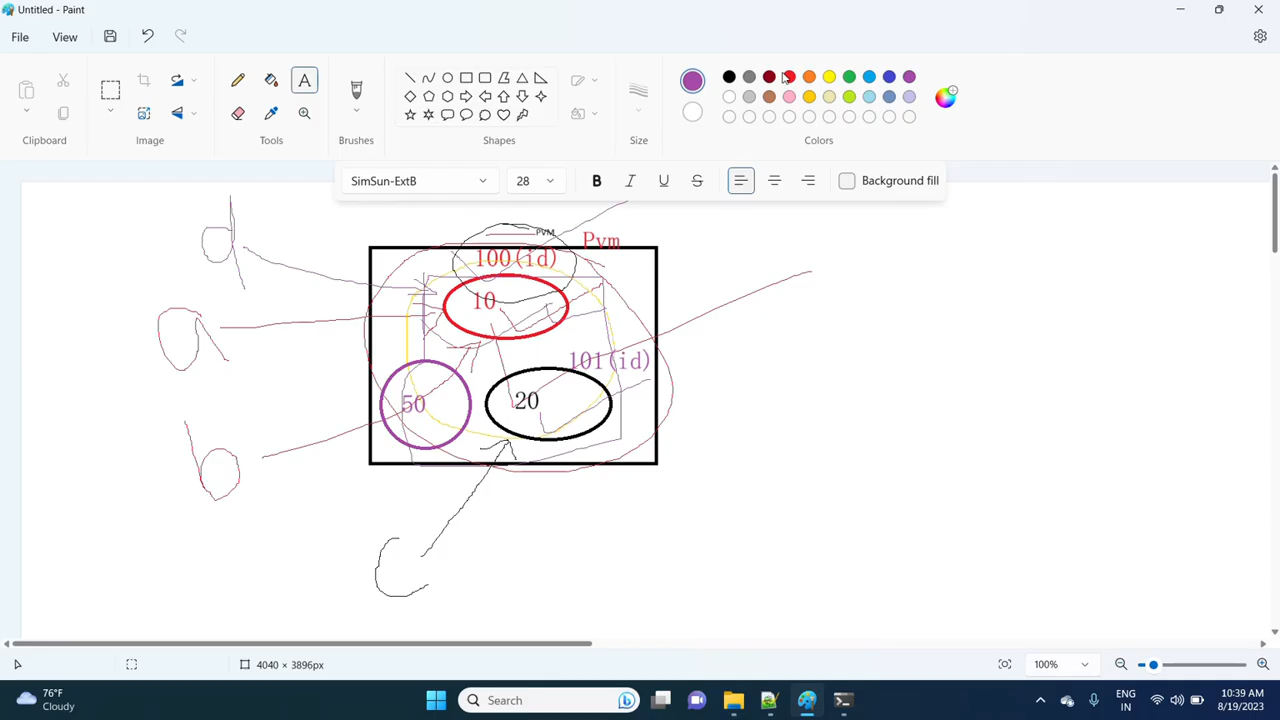 Untitled - Paint
File View
Clipboard Image Tools Brushes Shapes Size Colors
SimSun-ExtB 28 B I U S Background fill
PVM
Pvm
100(id)
10
101(id)
50
20
d
a
b
c
4040 × 3896px 100%
76°F
Cloudy
Search
ENG
IN
10:39 AM
8/19/2023